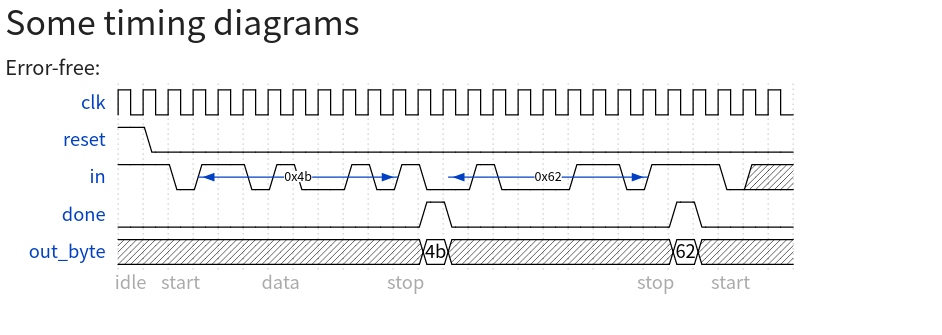 Some timing diagrams
Error-free:
clk
reset
in 0x4b 0x62
done
out_byte 4b 62
idle start data stop stop start